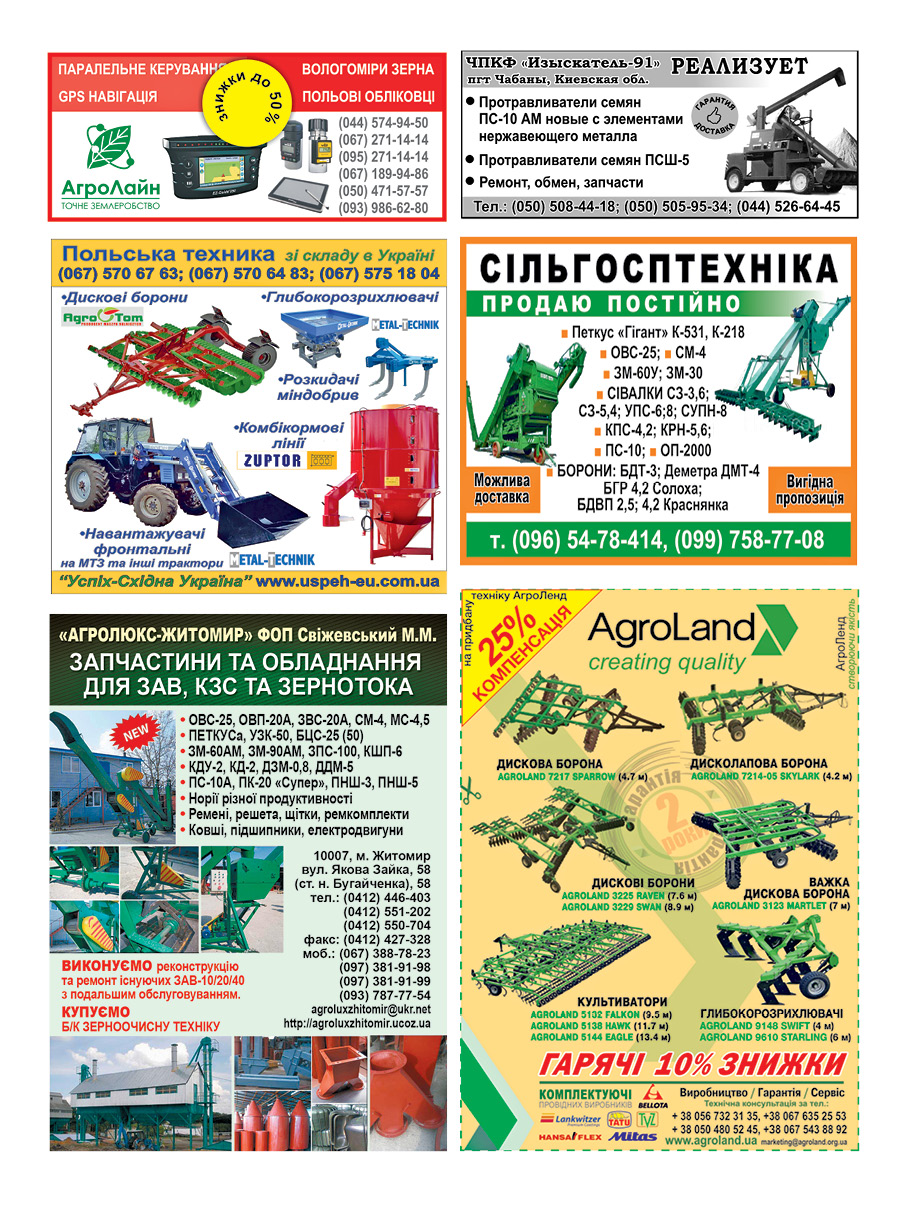 ПАРАЛЕЛЬНЕ КЕРУВАННЯ
GPS НАВІГАЦІЯ
ЗНИЖКИ ДО 50%
ВОЛОГОМІРИ ЗЕРНА
ПОЛЬОВІ ОБЛІКОВЦІ
(044) 574-94-50
(067) 271-14-14
(095) 271-14-14
(067) 189-94-86
(050) 471-57-57
(093) 986-62-80
АгроЛайн
ТОЧНЕ ЗЕМЛЕРОБСТВО
ЧПКФ «Изыскатель-91» РЕАЛИЗУЕТ
пгт Чабаны, Киевская обл.
• Протравливатели семян
ПС-10 АМ новые с элементами
нержавеющего металла
• Протравливатели семян ПСШ-5
• Ремонт, обмен, запчасти
ГАРАНТИЯ
ДОСТАВКА
Тел.: (050) 508-44-18; (050) 505-95-34; (044) 526-64-45
Польська техника зі складу в Україні
(067) 570 67 63; (067) 570 64 83; (067) 575 18 04
•Дискові борони
AgroTom
•Глибокорозрихлювачі
METAL-TECHNIK
•Розкидачі
міндобрив
•Комбікормові
лінії
ZUPTOR
•Навантажувачі
фронтальні
на МТЗ та інші трактори METAL-TECHNIK
“Успіх-Східна Україна” www.uspeh-eu.com.ua
СІЛЬГОСПТЕХНІКА
ПРОДАЮ ПОСТІЙНО
Петкус «Гігант» К-531, К-218
ОВС-25; СМ-4
ЗМ-60У; ЗМ-30
СІВАЛКИ СЗ-3,6;
СЗ-5,4; УПС-6;8; СУПН-8
КПС-4,2; КРН-5,6;
ПС-10; ОП-2000
БОРОНИ: БДТ-3; Деметра ДМТ-4
БГР 4,2 Солоха;
БДВП 2,5; 4,2 Краснянка
Можлива
доставка
Вигідна
пропозиція
т. (096) 54-78-414, (099) 758-77-08
«АГРОЛЮКС-ЖИТОМИР» ФОП Свіжевський М.М.
ЗАПЧАСТИНИ ТА ОБЛАДНАННЯ
ДЛЯ ЗАВ, КЗС ТА ЗЕРНОТОКА
NEW
• ОВС-25, ОВП-20А, ЗВС-20А, СМ-4, МС-4,5
• ПЕТКУСа, УЗК-50, БЦС-25 (50)
• ЗМ-60АМ, ЗМ-90АМ, ЗПС-100, КШП-6
• КДУ-2, КД-2, ДЗМ-0,8, ДДМ-5
• ПС-10А, ПК-20 «Супер», ПНШ-3, ПНШ-5
• Норії різної продуктивності
• Ремені, решета, щітки, ремкомплекти
• Ковші, підшипники, електродвигуни
10007, м. Житомир
вул. Якова Зайка, 58
(ст. н. Бугайченка), 58
тел.: (0412) 446-403
(0412) 551-202
(0412) 550-704
факс: (0412) 427-328
моб.: (067) 388-78-23
(097) 381-91-98
(097) 381-91-99
(093) 787-77-54
agroluxzhitomir@ukr.net
http://agroluxzhitomir.ucoz.ua
ВИКОНУЄМО реконструкцію
та ремонт існуючих ЗАВ-10/20/40
з подальшим обслуговуванням.
КУПУЄМО
Б/К ЗЕРНООЧИСНУ ТЕХНІКУ
на придбану
техніку АгроЛенд
25%
КОМПЕНСАЦІЯ
AgroLand
creating quality
АгроЛенд
створюючи якість
ДИСКОВА БОРОНА
AGROLAND 7217 SPARROW (4.7 м)
ДИСКОЛАПОВА БОРОНА
AGROLAND 7214-05 SKYLARK (4.2 м)
гарантія
2
роки
гарантія
ДИСКОВІ БОРОНИ
AGROLAND 3225 RAVEN (7.6 м)
AGROLAND 3229 SWAN (8.9 м)
ВАЖКА
ДИСКОВА БОРОНА
AGROLAND 3123 MARTLET (7 м)
КУЛЬТИВАТОРИ
AGROLAND 5132 FALKON (9.5 м)
AGROLAND 5138 HAWK (11.7 м)
AGROLAND 5144 EAGLE (13.4 м)
ГЛИБОКОРОЗРИХЛЮВАЧІ
AGROLAND 9148 SWIFT (4 м)
AGROLAND 9610 STARLING (6 м)
ГАРЯЧІ 10% ЗНИЖКИ
КОМПЛЕКТУЮЧІ
ПРОВІДНИХ ВИРОБНИКІВ
BELLOTA
Lankwitzer
TATU
TVZ
HANSA FLEX
Mitas
Виробництво / Гарантія / Сервіс
Технічна консультація за тел.:
+ 38 056 732 31 35, +38 067 635 25 53
+ 38 050 480 52 45, +38 067 543 88 92
www.agroland.ua marketing@agroland.org.ua